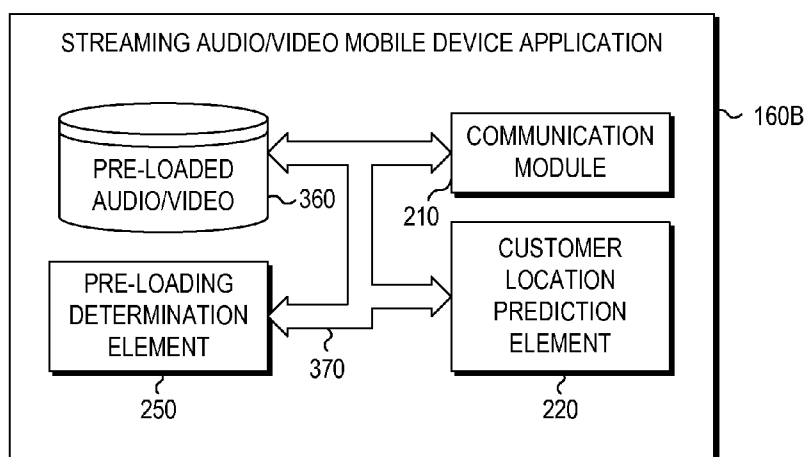 STREAMING AUDIO/VIDEO MOBILE DEVICE APPLICATION
160B
PRE-LOADED
AUDIO/VIDEO
360
COMMUNICATION
MODULE
210
PRE-LOADING
DETERMINATION
ELEMENT
250
370
CUSTOMER
LOCATION
PREDICTION
ELEMENT
220